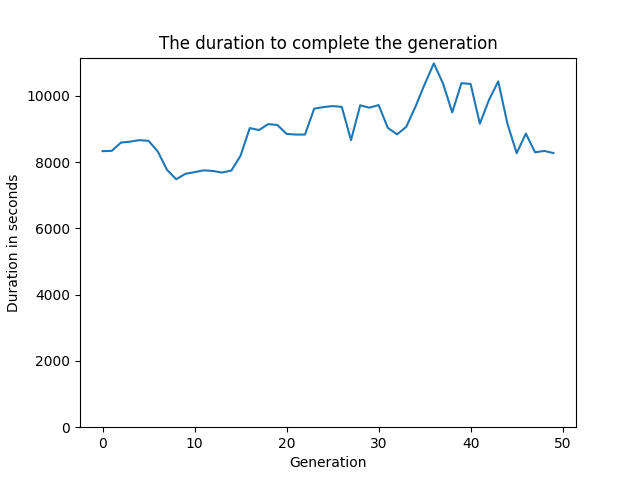 The duration to complete the generation
10000
8000
6000
4000
2000
0
Duration in seconds
0 10 20 30 40 50
Generation